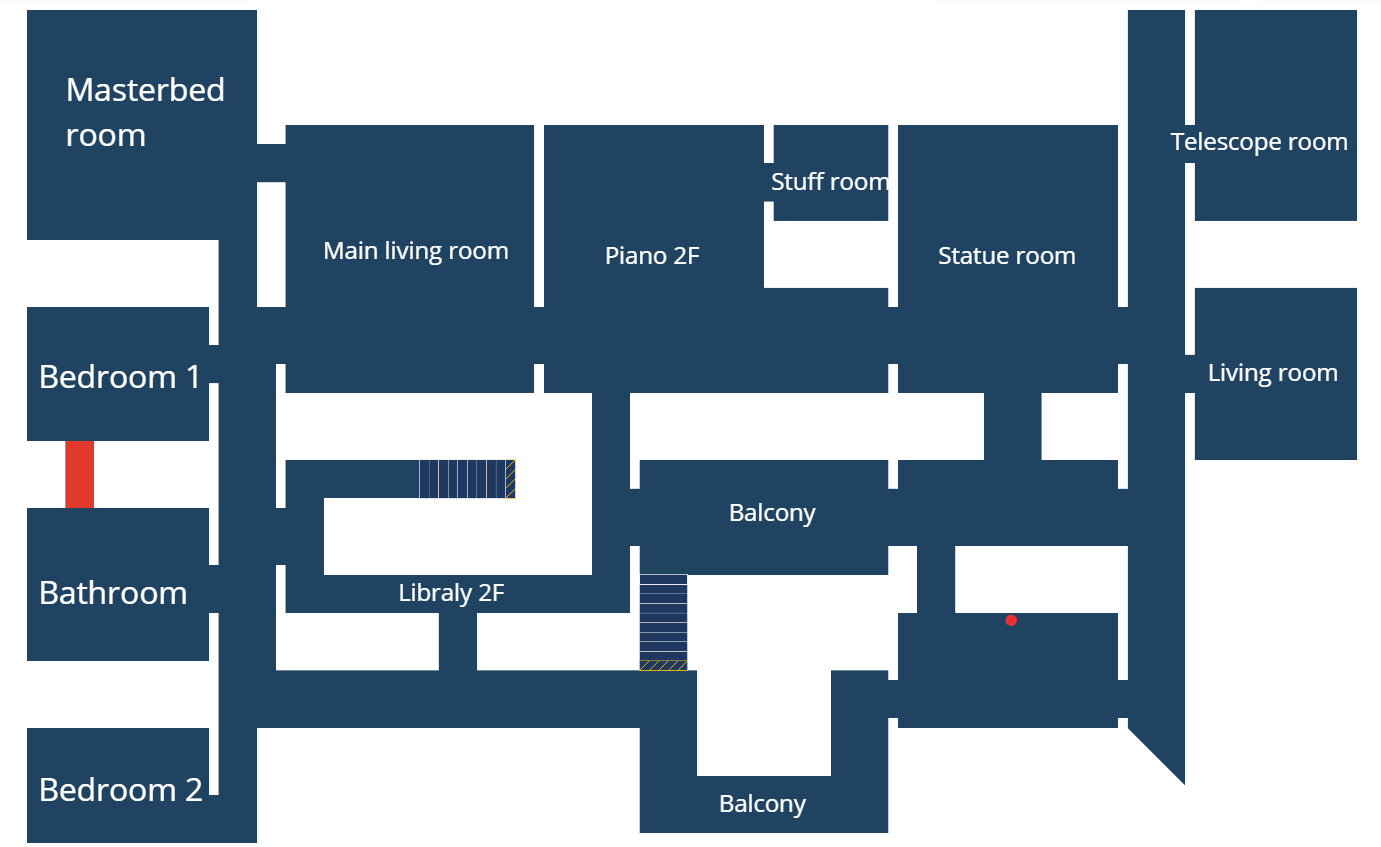 Masterbed
room
Telescope room
Stuff room
Main living room
Piano 2F
Statue room
Bedroom 1
Living room
Balcony
Bathroom
Libraly 2F
Bedroom 2
Balcony